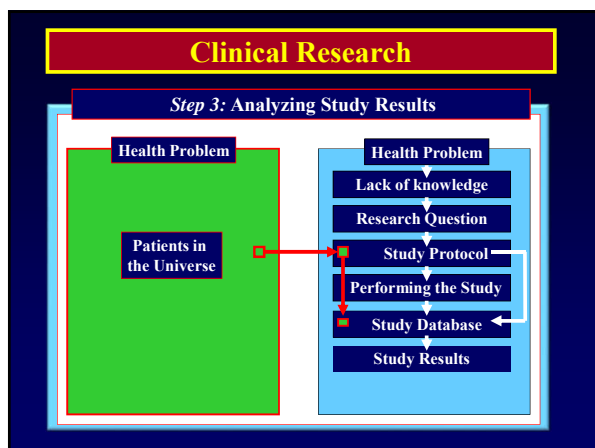 Clinical Research
Step 3: Analyzing Study Results
Health Problem
Patients in
the Universe
Health Problem
Lack of knowledge
Research Question
Study Protocol
Performing the Study
Study Database
Study Results